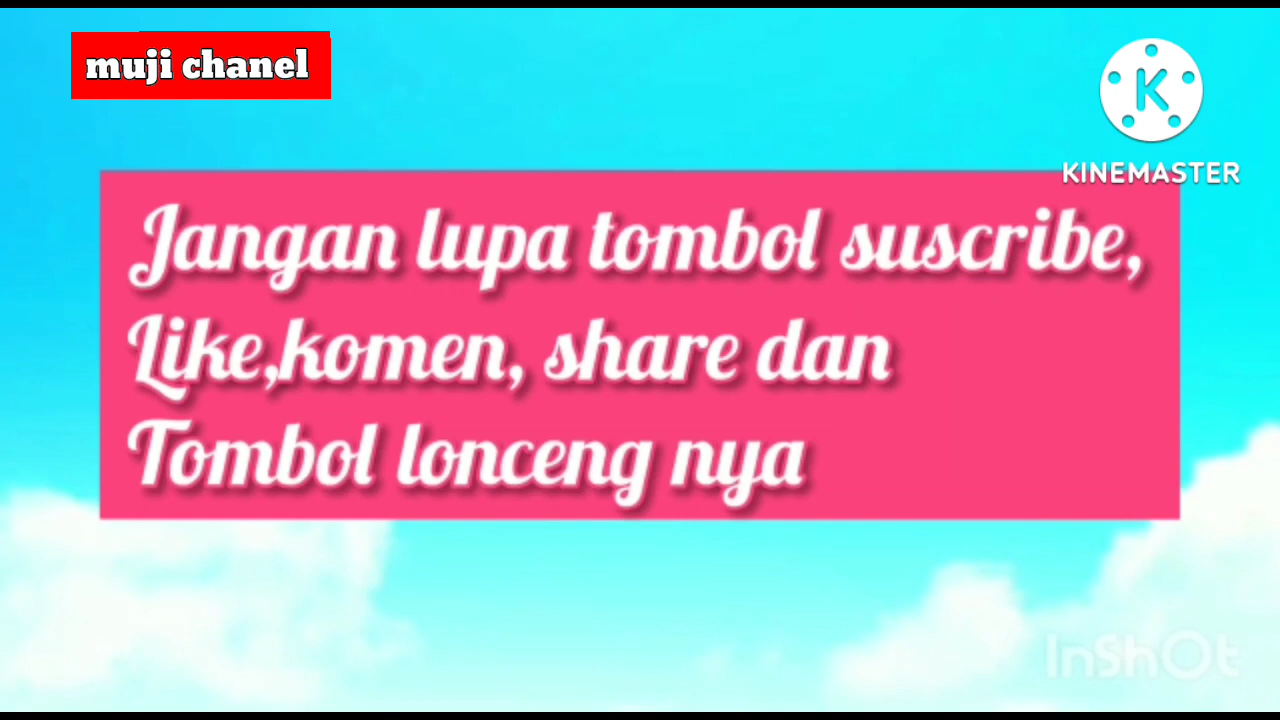 muji chanel
K
KINEMASTER
Jangan lupa tombol suscribe,
Like,komen, share dan
Tombol lonceng nya
InShOt